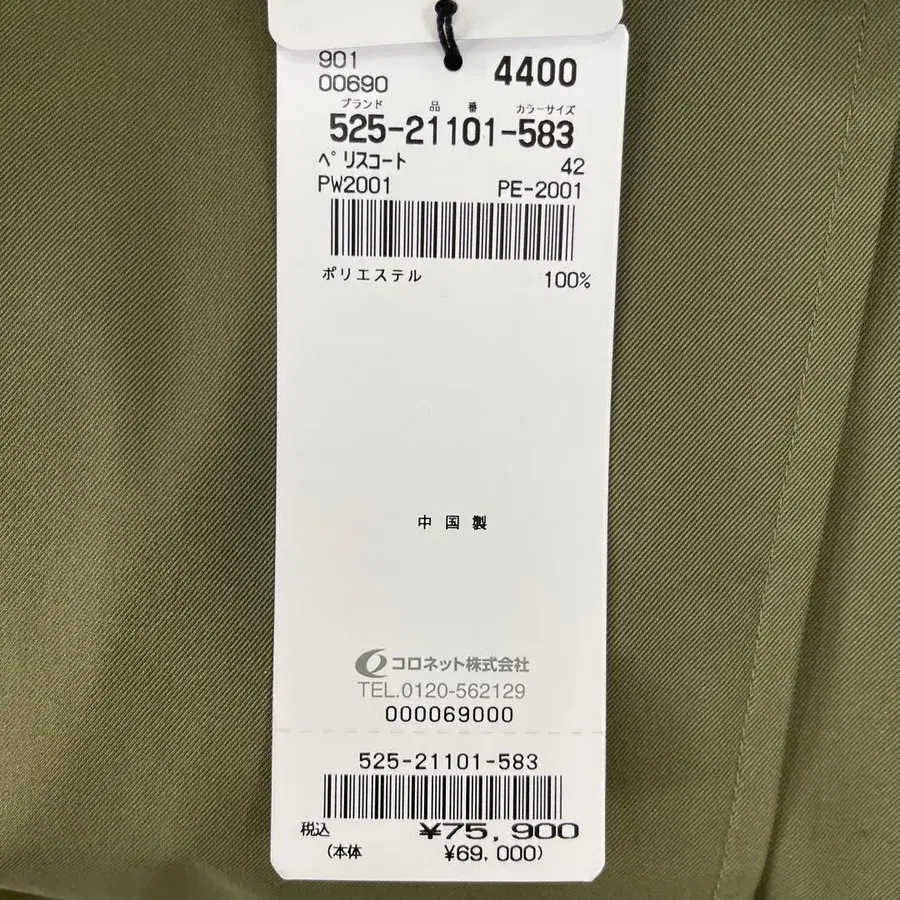 901
00690 4400
ブランド 品番 カラーサイズ
525-21101-583
ペリスコート 42
PW2001 PE-2001
ポリエステル 100%
中国製
コロネット株式会社
TEL.0120-562129
000069000
525-21101-583
税込 ¥75,900
(本体 ¥69,000)